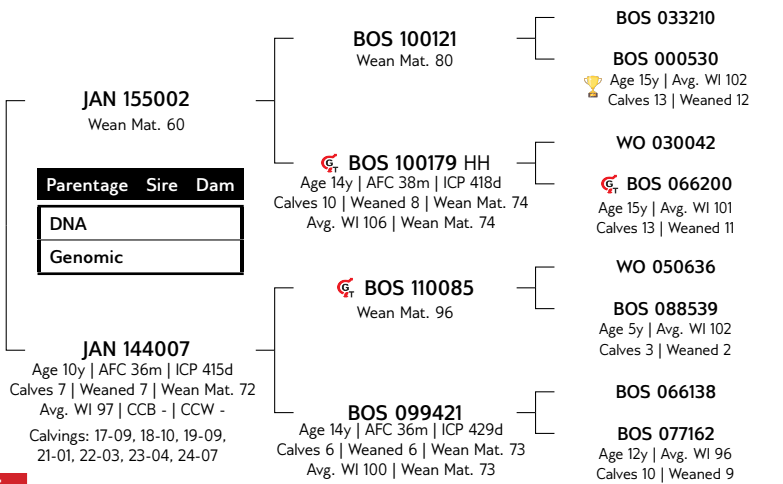 JAN 155002
Wean Mat. 60
Parentage Sire Dam
DNA
Genomic
JAN 144007
Age 10y | AFC 36m | ICP 415d
Calves 7 | Weaned 7 | Wean Mat. 72
Avg. WI 97 | CCB - | CCW -
Calvings: 17-09, 18-10, 19-09,
21-01, 22-03, 23-04, 24-07
BOS 100121
Wean Mat. 80
GT BOS 100179 HH
Age 14y | AFC 38m | ICP 418d
Calves 10 | Weaned 8 | Wean Mat. 74
Avg. WI 106 | Wean Mat. 74
GT BOS 110085
Wean Mat. 96
BOS 099421
Age 14y | AFC 36m | ICP 429d
Calves 6 | Weaned 6 | Wean Mat. 73
Avg. WI 100 | Wean Mat. 73
BOS 033210
BOS 000530
Age 15y | Avg. WI 102
Calves 13 | Weaned 12
WO 030042
GT BOS 066200
Age 15y | Avg. WI 101
Calves 13 | Weaned 11
WO 050636
BOS 088539
Age 5y | Avg. WI 102
Calves 3 | Weaned 2
BOS 066138
BOS 077162
Age 12y | Avg. WI 96
Calves 10 | Weaned 9